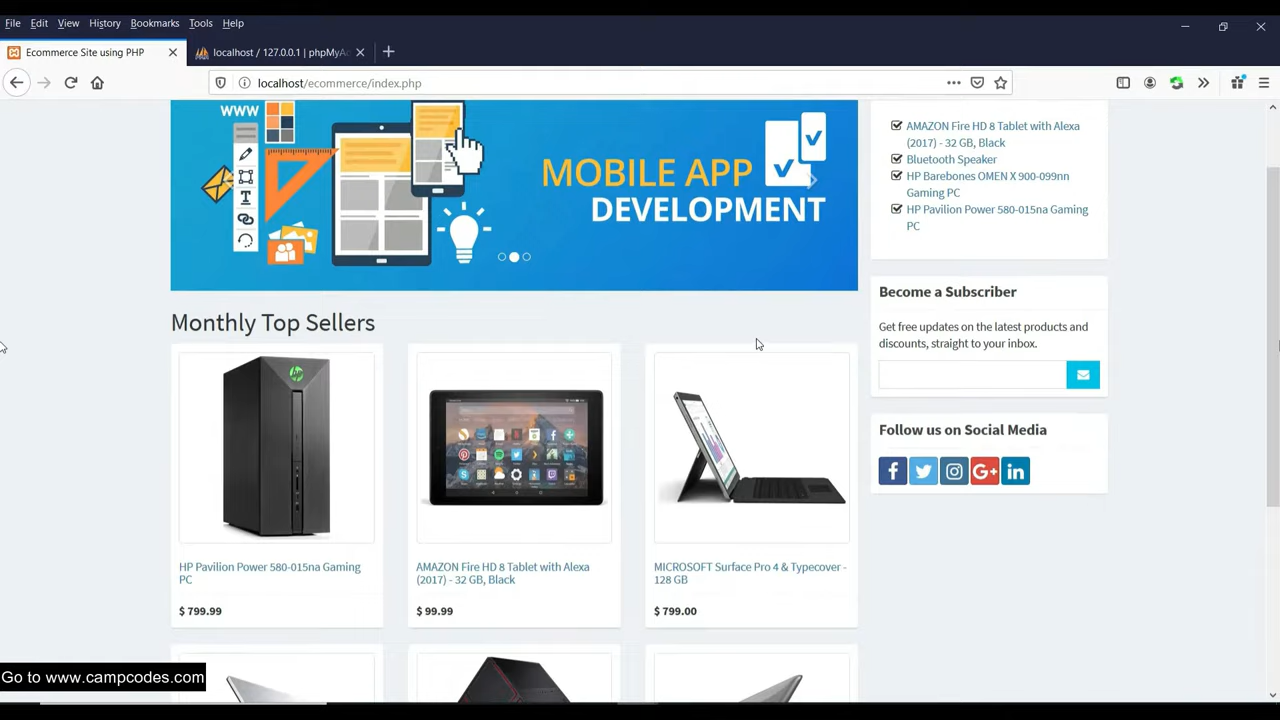 File Edit View History Bookmarks Tools Help
Ecommerce Site using PHP
localhost / 127.0.0.1 | phpMyA
localhost/ecommerce/index.php
WWW
T
MOBILE APP
DEVELOPMENT
AMAZON Fire HD 8 Tablet with Alexa
(2017) - 32 GB, Black
Bluetooth Speaker
HP Barebones OMEN X 900-099nn
Gaming PC
HP Pavilion Power 580-015na Gaming
PC
Become a Subscriber
Get free updates on the latest products and
discounts, straight to your inbox.
Follow us on Social Media
f
G+
in
Monthly Top Sellers
hp
HP Pavilion Power 580-015na Gaming
PC
$ 799.99
AMAZON Fire HD 8 Tablet with Alexa
(2017) - 32 GB, Black
$ 99.99
MICROSOFT Surface Pro 4 & Typecover -
128 GB
$ 799.00
Go to www.campcodes.com